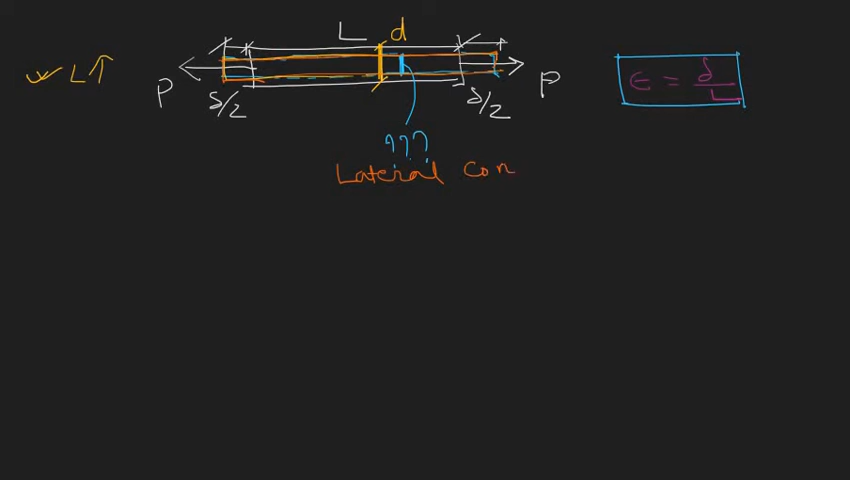 L d
L↑
P P
δ/2 δ/2
ε = δ/L
???
Lateral Con